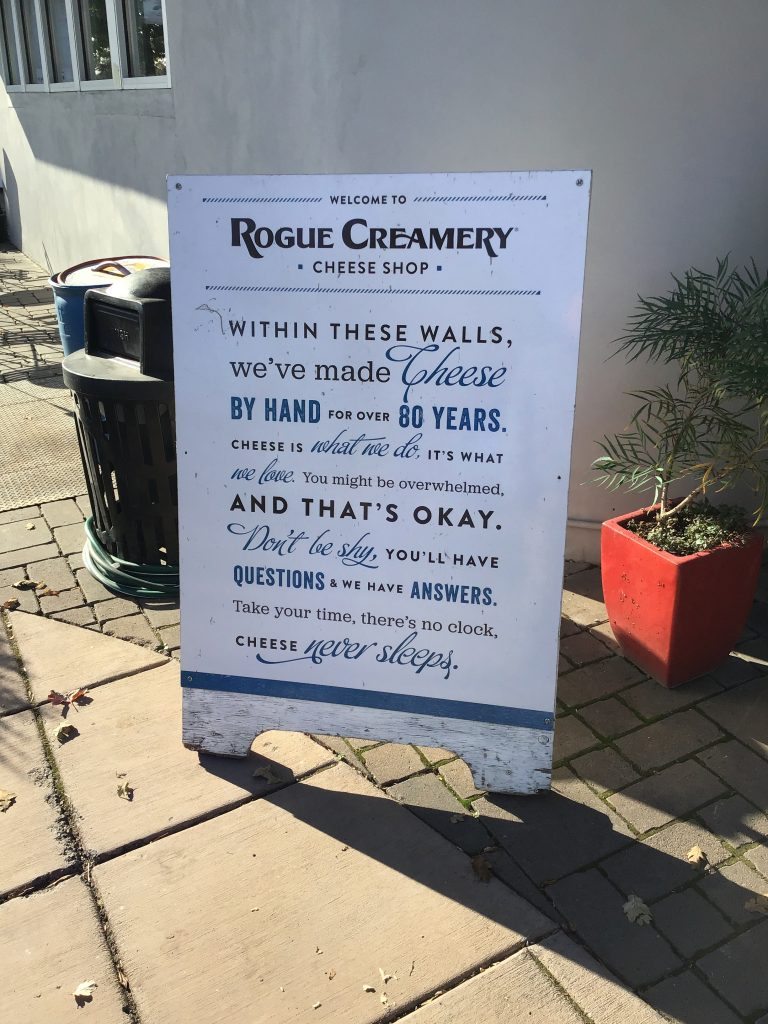 WELCOME TO
ROGUE CREAMERY
CHEESE SHOP
WITHIN THESE WALLS,
we've made Cheese
BY HAND FOR OVER 80 YEARS.
CHEESE IS what we do, IT'S WHAT
we love. You might be overwhelmed,
AND THAT'S OKAY.
Don't be shy, YOU'LL HAVE
QUESTIONS & WE HAVE ANSWERS.
Take your time, there's no clock,
CHEESE never sleeps.